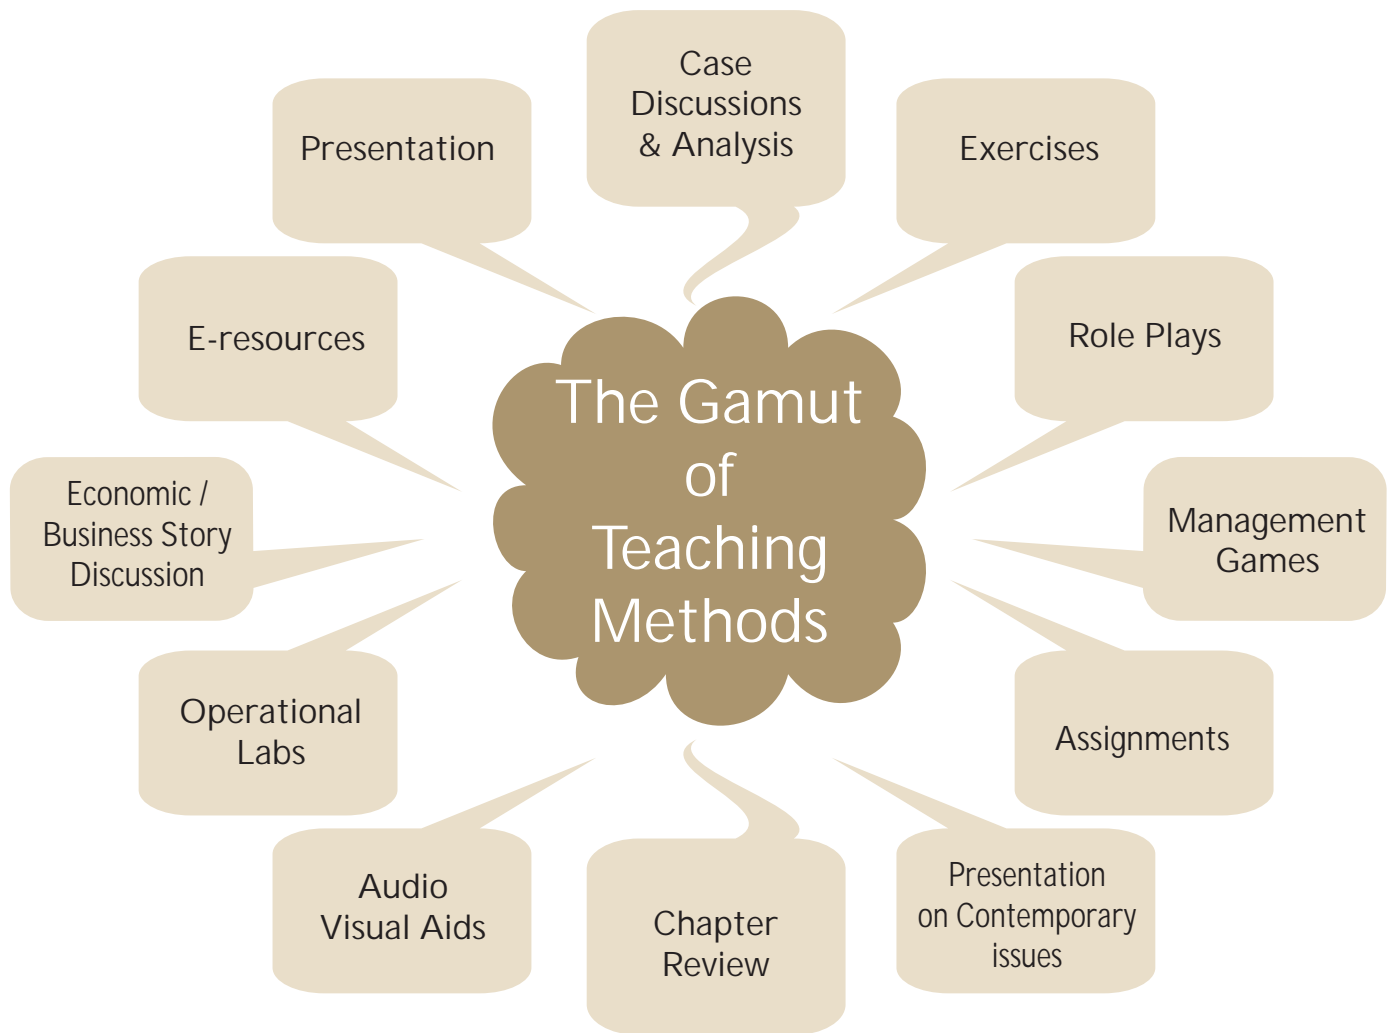 Case
Discussions
& Analysis
Presentation
Exercises
E-resources
Role Plays
The Gamut
of
Teaching
Methods
Economic /
Business Story
Discussion
Management
Games
Operational
Labs
Assignments
Audio
Visual Aids
Chapter
Review
Presentation
on Contemporary
issues